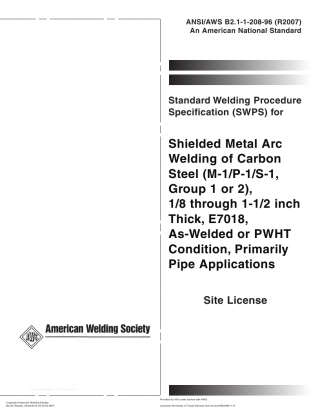 ANSI/AWS B2.1-1-208-96 (R2007)
An American National Standard
Standard Welding Procedure
Specification (SWPS) for
Shielded Metal Arc
Welding of Carbon
Steel (M-1/P-1/S-1,
Group 1 or 2),
1/8 through 1-1/2 inch
Thick, E7018,
As-Welded or PWHT
Condition, Primarily
Pipe Applications
Site License
AWS
American Welding Society